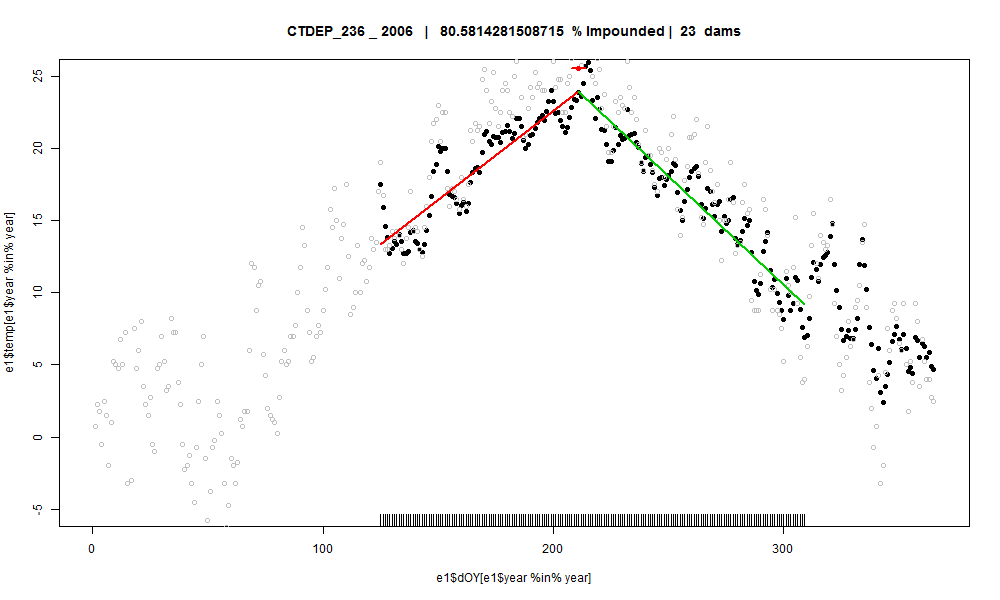 CTDEP_236 _ 2006 | 80.5814281508715 % Impounded | 23 dams
e1$temp[e1$year %in% year]
25
20
15
10
5
0
-5
0 100 200 300
e1$dOY[e1$year %in% year]